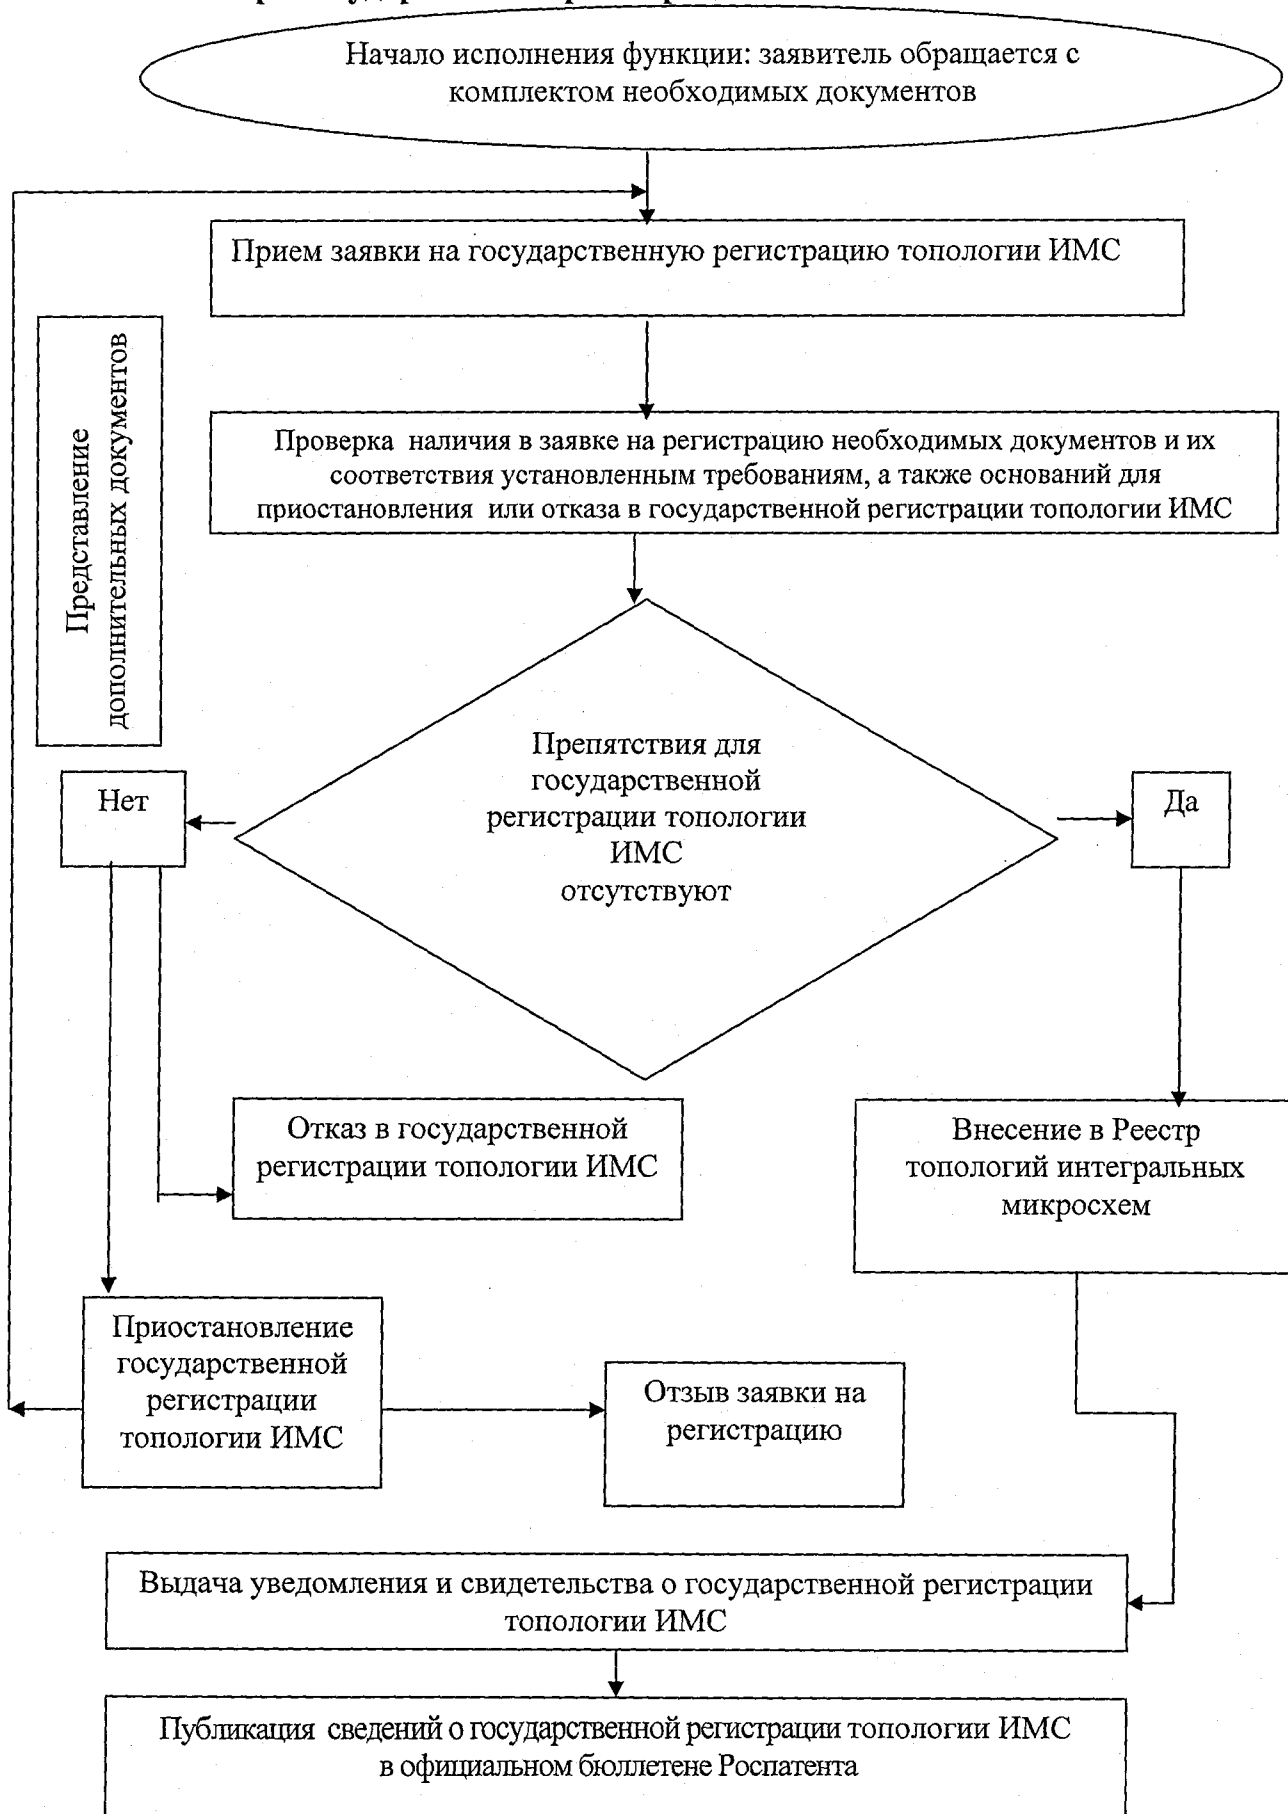 Начало исполнения функции: заявитель обращается с
комплектом необходимых документов
Прием заявки на государственную регистрацию топологии ИМС
Представление
дополнительных документов
Проверка наличия в заявке на регистрацию необходимых документов и их
соответствия установленным требованиям, а также оснований для
приостановления или отказа в государственной регистрации топологии ИМС
Препятствия для
государственной
регистрации топологии
ИМС
отсутствуют
Нет
Да
Отказ в государственной
регистрации топологии ИМС
Внесение в Реестр
топологий интегральных
микросхем
Приостановление
государственной
регистрации
топологии ИМС
Отзыв заявки на
регистрацию
Выдача уведомления и свидетельства о государственной регистрации
топологии ИМС
Публикация сведений о государственной регистрации топологии ИМС
в официальном бюллетене Роспатента